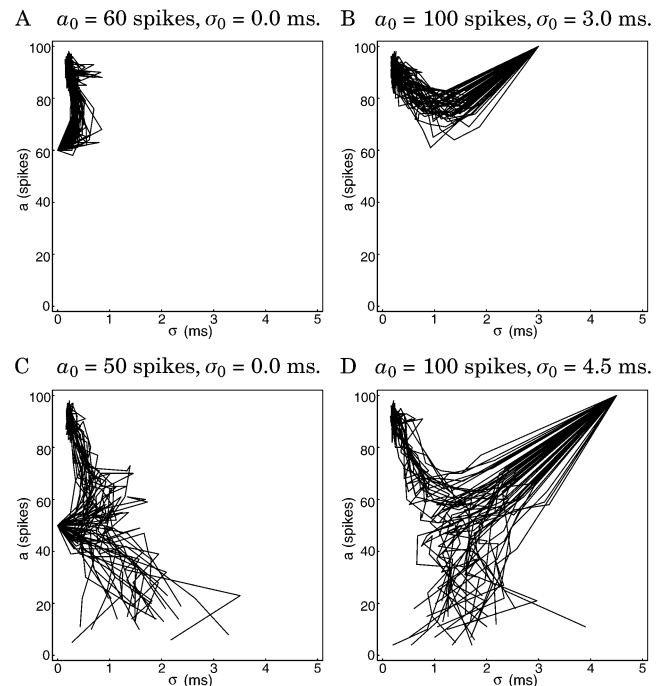 A a₀ = 60 spikes, σ₀ = 0.0 ms.
100
80
60
40
20
0
a (spikes)
0 1 2 3 4 5
σ (ms)
B a₀ = 100 spikes, σ₀ = 3.0 ms.
100
80
60
40
20
0
a (spikes)
0 1 2 3 4 5
σ (ms)
C a₀ = 50 spikes, σ₀ = 0.0 ms.
100
80
60
40
20
0
a (spikes)
0 1 2 3 4 5
σ (ms)
D a₀ = 100 spikes, σ₀ = 4.5 ms.
100
80
60
40
20
0
a (spikes)
0 1 2 3 4 5
σ (ms)